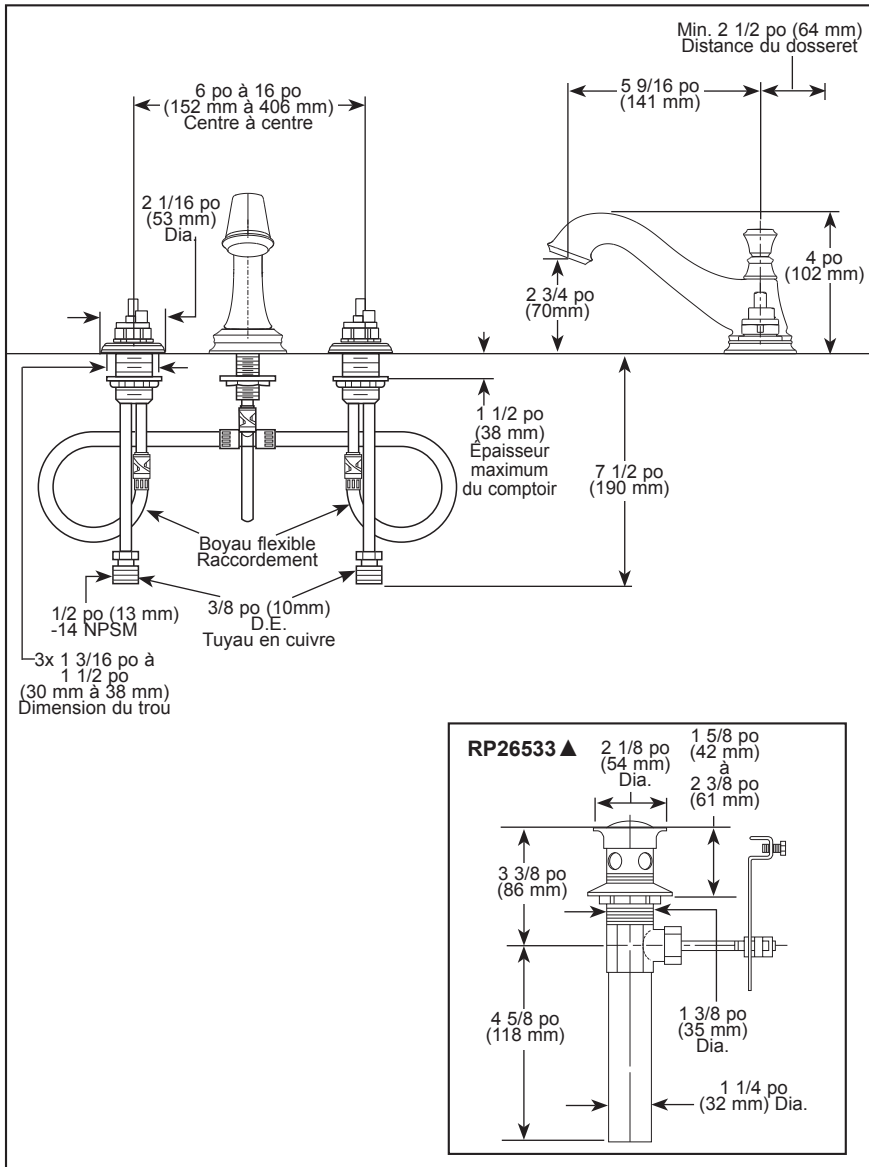 Min. 2 1/2 po (64 mm)
Distance du dosseret
6 po à 16 po
(152 mm à 406 mm)
Centre à centre
5 9/16 po
(141 mm)
2 1/16 po
(53 mm)
Dia.
4 po
(102 mm)
2 3/4 po
(70mm)
1 1/2 po
(38 mm)
Épaisseur
maximum
du comptoir
7 1/2 po
(190 mm)
Boyau flexible
Raccordement
1/2 po (13 mm)
-14 NPSM
3/8 po (10mm)
D.E.
Tuyau en cuivre
3x 1 3/16 po à
1 1/2 po
(30 mm à 38 mm)
Dimension du trou
RP26533▲
2 1/8 po
(54 mm)
Dia.
1 5/8 po
(42 mm)
à
2 3/8 po
(61 mm)
3 3/8 po
(86 mm)
4 5/8 po
(118 mm)
1 3/8 po
(35 mm)
Dia.
1 1/4 po
(32 mm) Dia.